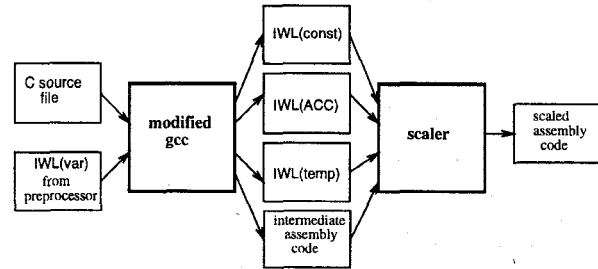 C source
file
IWL(var)
from
preprocessor
modified
gcc
IWL(const)
IWL(ACC)
IWL(temp)
intermediate
assembly
code
scaler
scaled
assembly
code